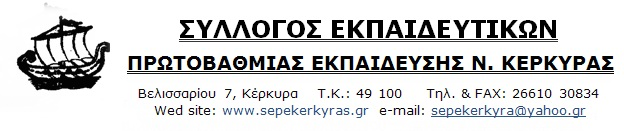 ΣΥΛΛΟΓΟΣ ΕΚΠΑΙΔΕΥΤΙΚΩΝ
ΠΡΩΤΟΒΑΘΜΙΑΣ ΕΚΠΑΙΔΕΥΣΗΣ Ν. ΚΕΡΚΥΡΑΣ
Βελισσαρίου 7, Κέρκυρα Τ.Κ.: 49 100 Τηλ. & FAX: 26610 30834
Wed site: www.sepekerkyras.gr e-mail: sepekerkyra@yahoo.gr